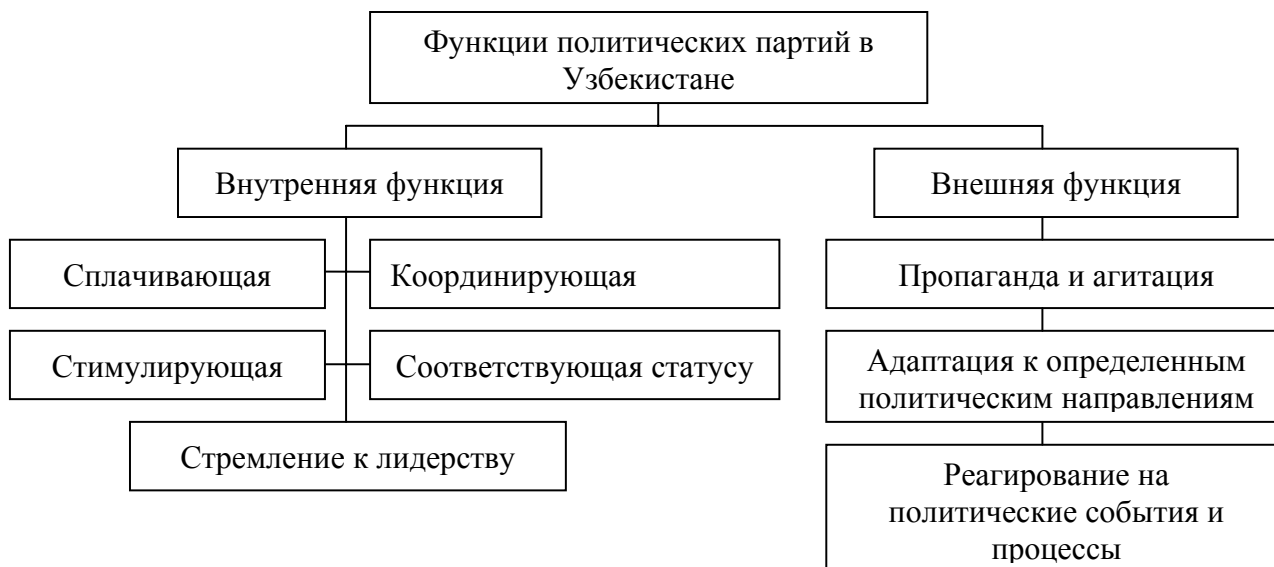 Функции политических партий в
Узбекистане
Внутренняя функция
Внешняя функция
Сплачивающая
Координирующая
Пропаганда и агитация
Стимулирующая
Соответствующая статусу
Адаптация к определенным
политическим направлениям
Стремление к лидерству
Реагирование на
политические события и
процессы